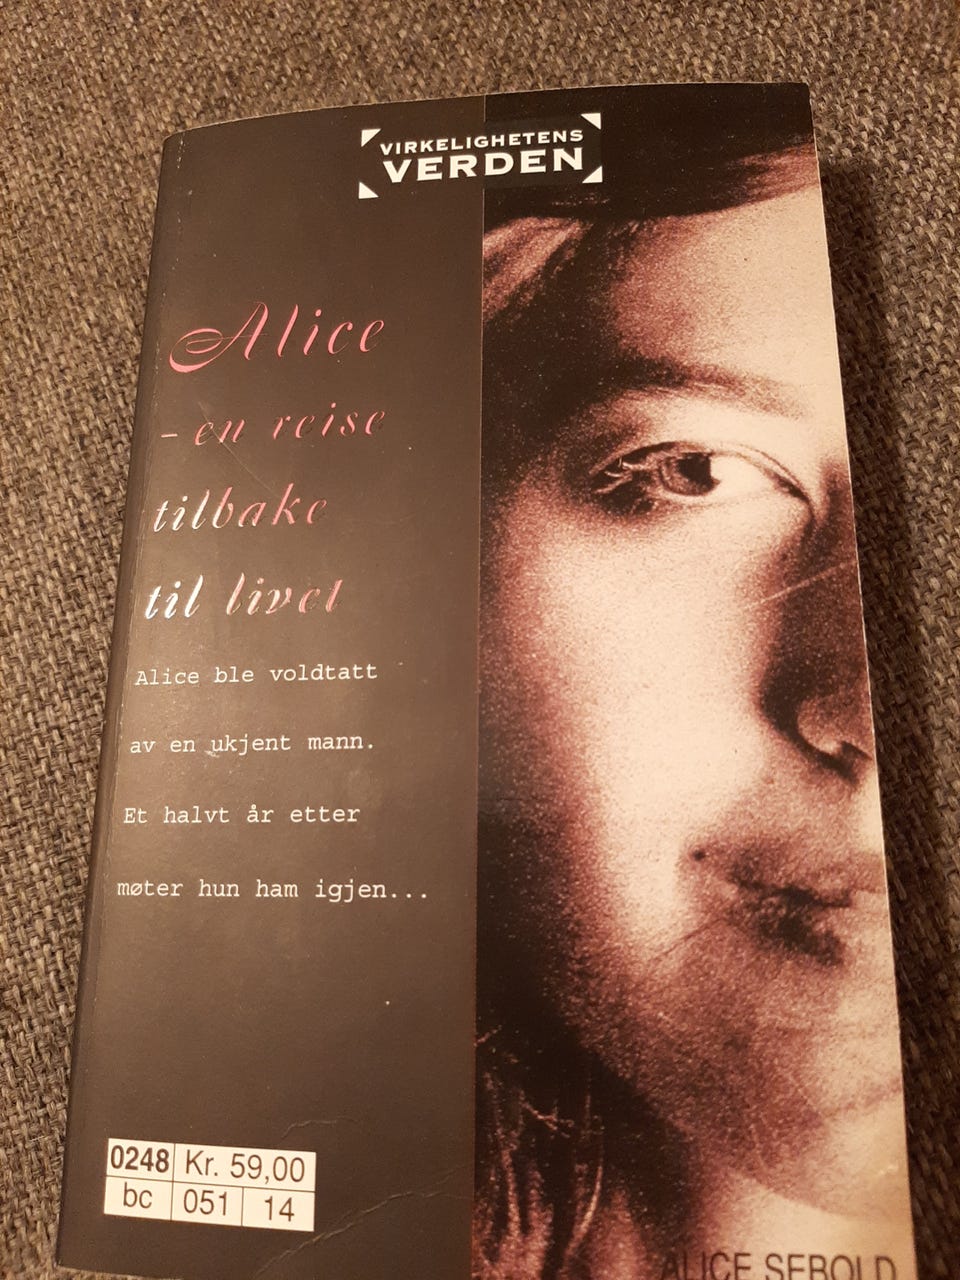 VIRKELIGHETENS
VERDEN
Alice
- en reise
tilbake
til livet
Alice ble voldtatt
av en ukjent mann.
Et halvt år etter
møter hun ham igjen...
0248 Kr. 59,00
bc 051 14
ALICE SEBOLD